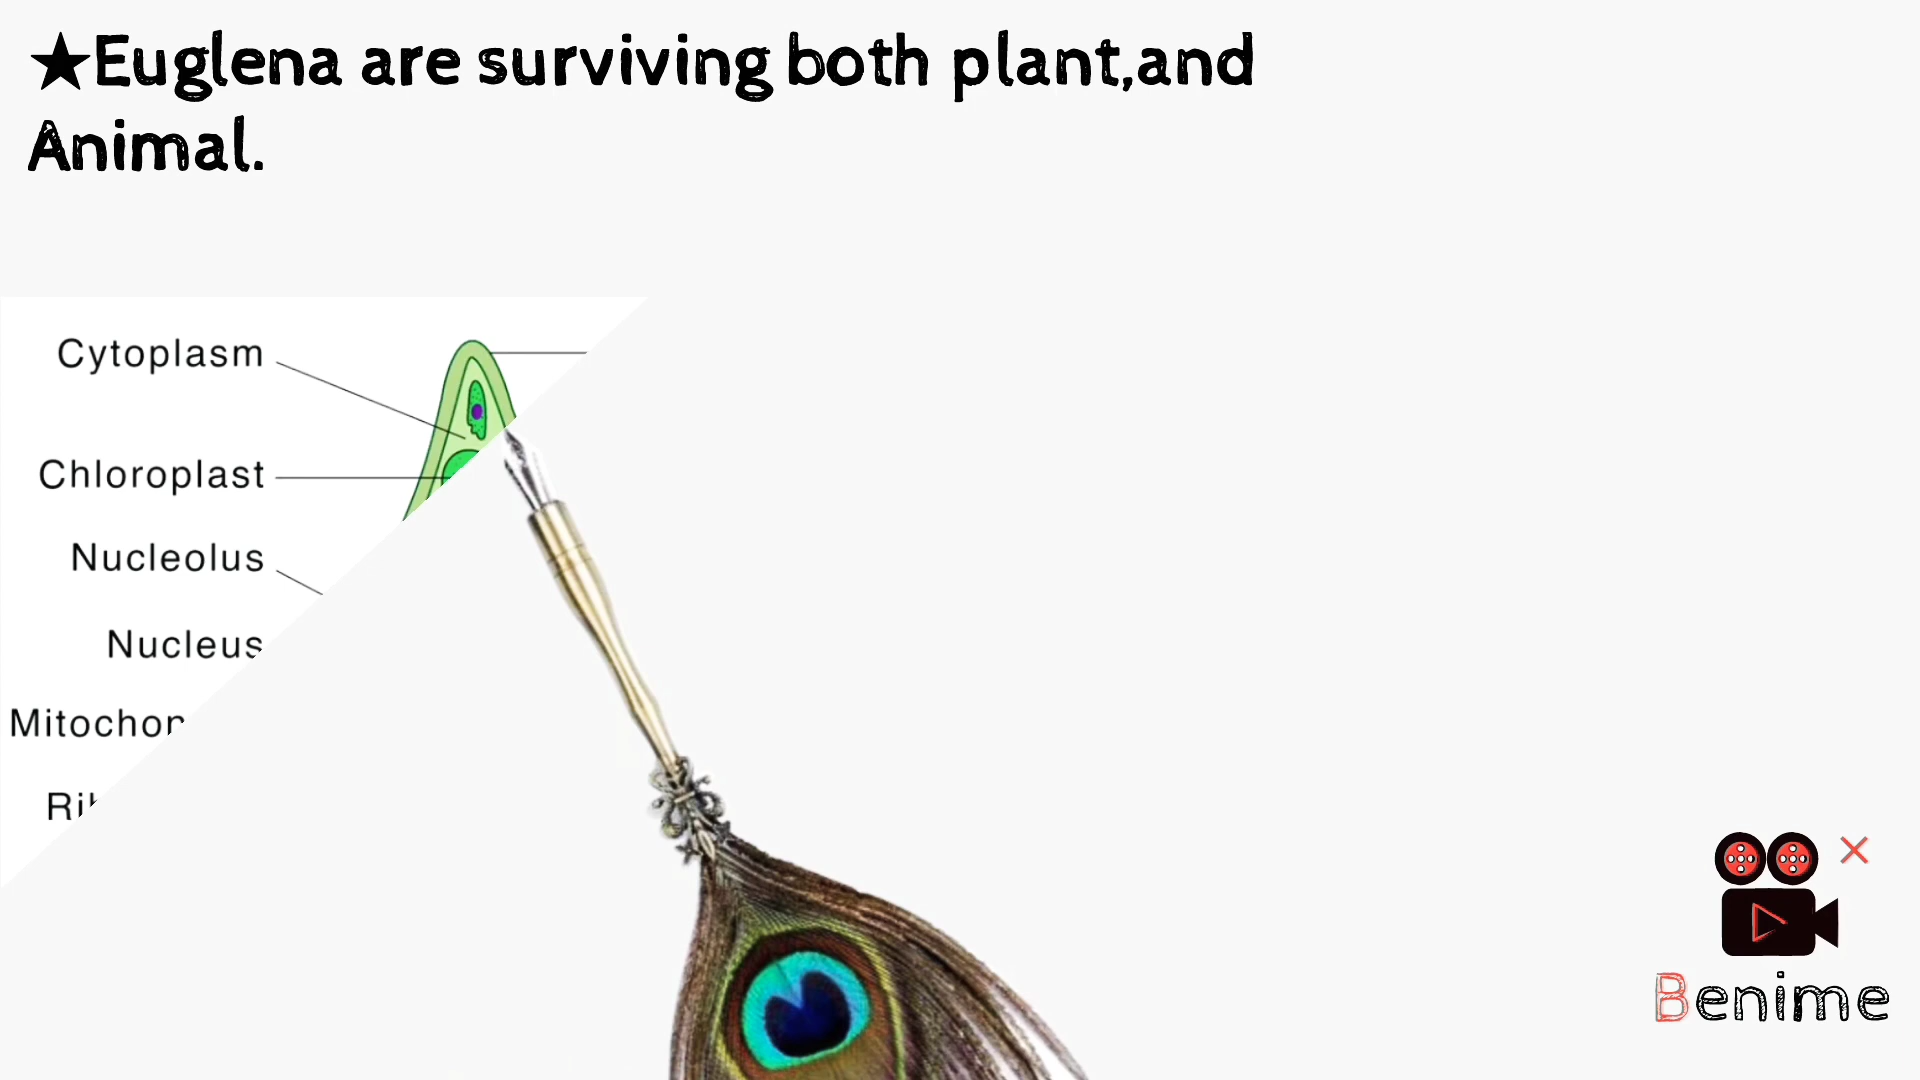 ★Euglena are surviving both plant,and
Animal.
Cytoplasm
Chloroplast
Nucleolus
Nucleus
Benime